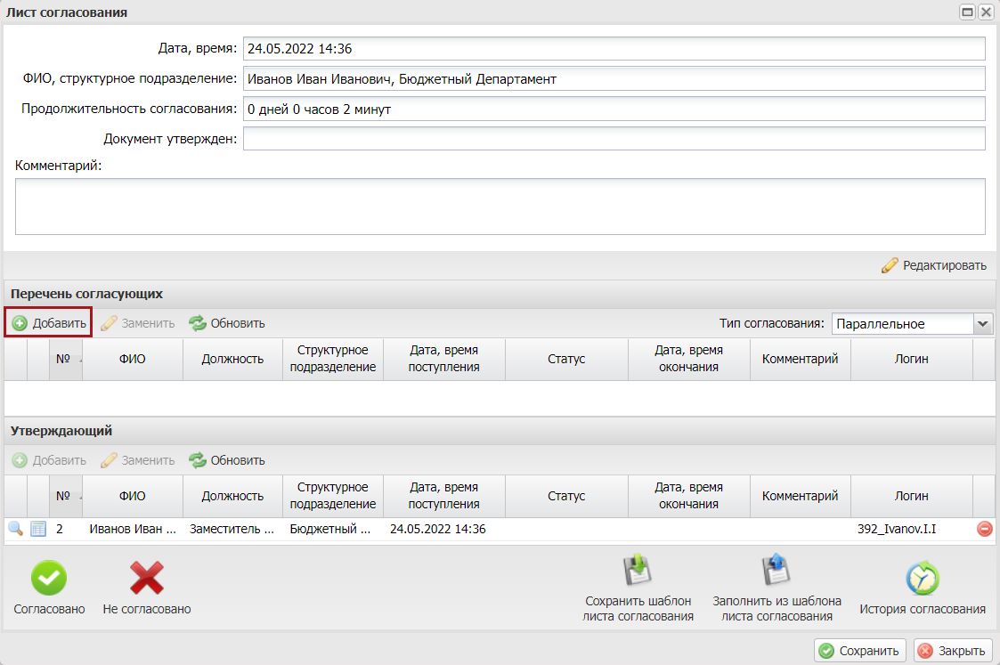 Лист согласования
Дата, время: 24.05.2022 14:36
ФИО, структурное подразделение: Иванов Иван Иванович, Бюджетный Департамент
Продолжительность согласования: 0 дней 0 часов 2 минут
Документ утвержден:
Комментарий:
Редактировать
Перечень согласующих
Добавить Заменить Обновить Тип согласования: Параллельное
№ ФИО Должность Структурное подразделение Дата, время поступления Статус Дата, время окончания Комментарий Логин
Утверждающий
Добавить Заменить Обновить
№ ФИО Должность Структурное подразделение Дата, время поступления Статус Дата, время окончания Комментарий Логин
2 Иванов Иван ... Заместитель ... Бюджетный ... 24.05.2022 14:36 392_Ivanov.I.I
Согласовано Не согласовано Сохранить шаблон листа согласования Заполнить из шаблона листа согласования История согласования
Сохранить Закрыть